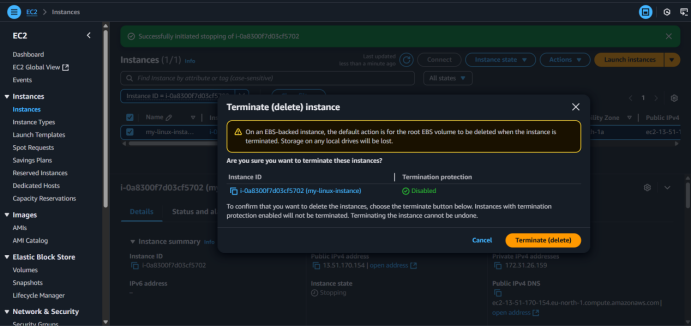 EC2 > Instances
EC2
Dashboard
EC2 Global View
Events
Instances
Instances
Instance Types
Launch Templates
Spot Requests
Savings Plans
Reserved Instances
Dedicated Hosts
Capacity Reservations
Images
AMIs
AMI Catalog
Elastic Block Store
Volumes
Snapshots
Lifecycle Manager
Network & Security
Security Groups
Successfully initiated stopping of i-0a8300f7d03cf5702
Instances (1/1) Info
Last updated
less than a minute ago
Connect
Instance state
Actions
Launch instances
Find Instance by attribute or tag (case-sensitive)
All states
Instance ID = i-0a8300f7d03cf5702
1
Name
Public IPv4
my-linux-insta...
ec2-13-51-
Terminate (delete) instance
On an EBS-backed instance, the default action is for the root EBS volume to be deleted when the instance is
terminated. Storage on any local drives will be lost.
Are you sure you want to terminate these instances?
Instance ID
Termination protection
i-0a8300f7d03cf5702 (my-linux-instance)
Disabled
To confirm that you want to delete the instances, choose the terminate button below. Instances with termination
protection enabled will not be terminated. Terminating the instance cannot be undone.
Cancel
Terminate (delete)
i-0a8300f7d03cf5702 (my
Details
Status and al
Instance summary Info
Instance ID
i-0a8300f7d03cf5702
IPv6 address
–
Public IPv4 address
13.51.170.154 | open address
Instance state
Stopping
Private IPv4 addresses
172.31.26.159
Public IPv4 DNS
ec2-13-51-170-154.eu-north-1.compute.amazonaws.com |
open address